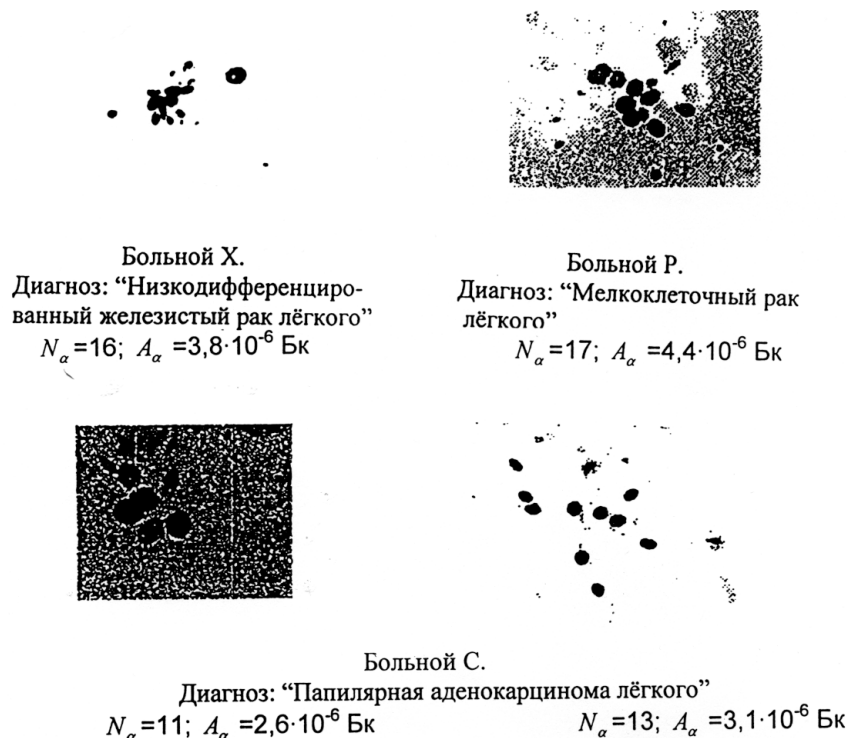 Больной Х.
Диагноз: “Низкодифференциро-
ванный железистый рак лёгкого”
Nα=16; Aα=3,8·10-6 Бк
Больной Р.
Диагноз: “Мелкоклеточный рак
лёгкого”
Nα=17; Aα=4,4·10-6 Бк
Больной С.
Диагноз: “Папилярная аденокарцинома лёгкого”
Nα=11; Aα=2,6·10-6 Бк
Nα=13; Aα=3,1·10-6 Бк